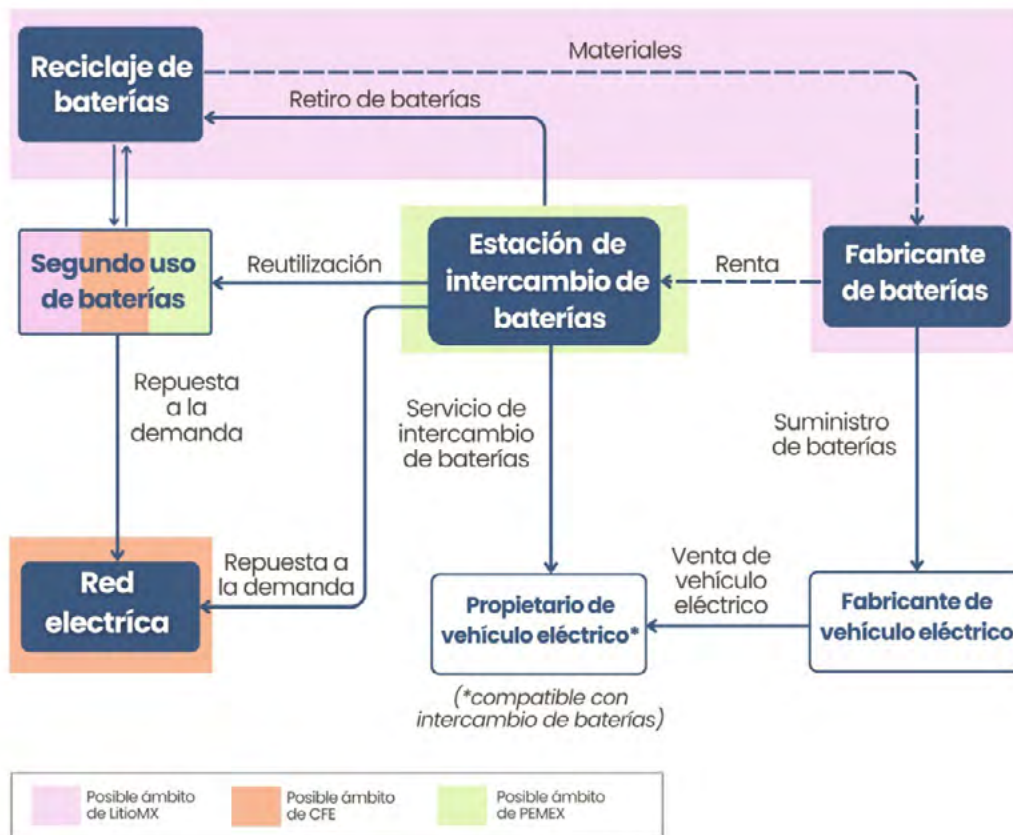 Materiales
Reciclaje de
baterías
Retiro de baterías
Segundo uso
de baterías
Reutilización
Estación de
intercambio de
baterías
Renta
Fabricante
de baterías
Repuesta
a la
demanda
Servicio de
intercambio
de baterías
Suministro
de baterías
Red
electríca
Repuesta a
la demanda
Propietario de
vehículo eléctrico*
Venta de
vehículo
eléctrico
Fabricante de
vehículo eléctrico
(*compatible con
intercambio de baterías)
Posible ámbito
de LitioMX
Posible ámbito
de CFE
Posible ámbito
de PEMEX